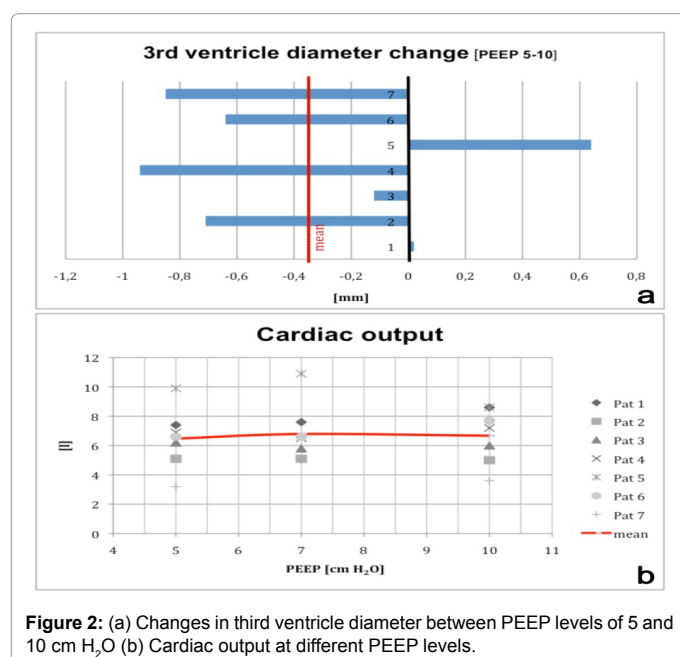 3rd ventricle diameter change [PEEP 5-10]
7
6
5
4
3
2
1
mean
-1,2 -1 -0,8 -0,6 -0,4 -0,2 0 0,2 0,4 0,6 0,8
[mm]
a
Cardiac output
12
10
8
6
4
2
0
[l]
4 5 7 10 11
PEEP [cm H₂O]
Pat 1
Pat 2
Pat 3
Pat 4
Pat 5
Pat 6
Pat 7
mean
b
Figure 2: (a) Changes in third ventricle diameter between PEEP levels of 5 and
10 cm H₂O (b) Cardiac output at different PEEP levels.